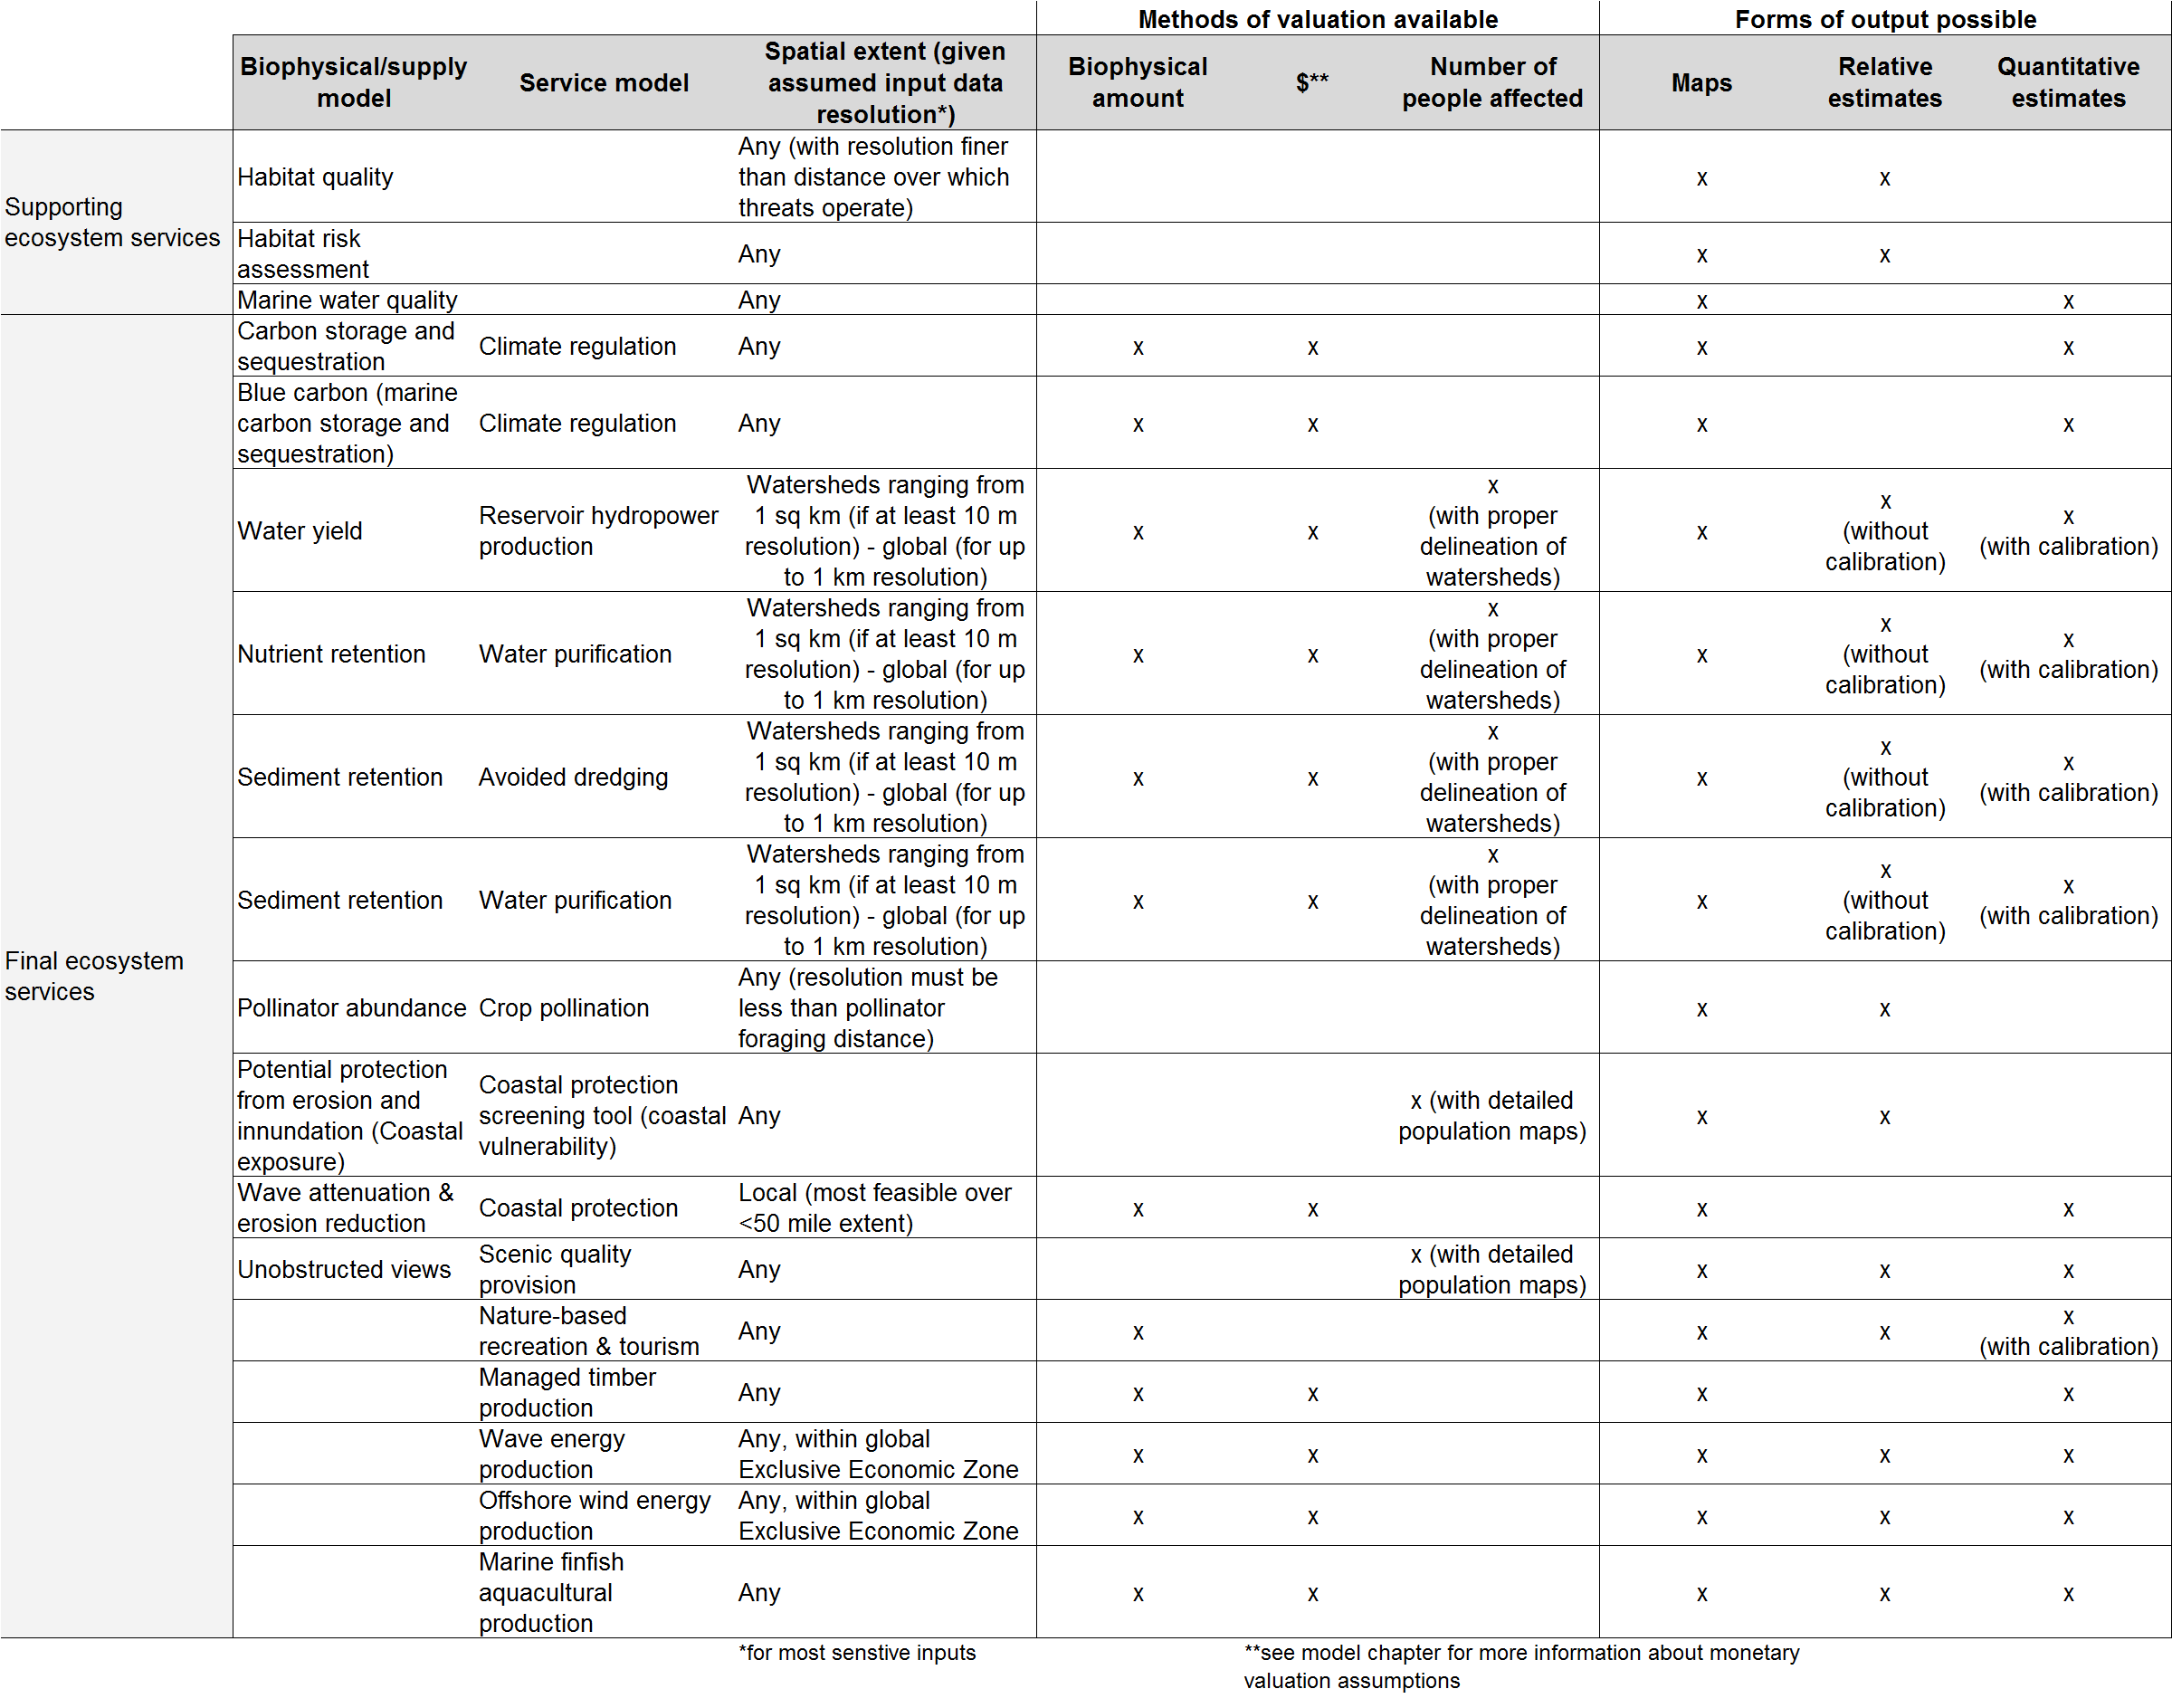 Methods of valuation available
Forms of output possible
Biophysical/supply
model
Service model
Spatial extent (given
assumed input data
resolution*)
Biophysical
amount
$**
Number of
people affected
Maps
Relative
estimates
Quantitative
estimates
Supporting
ecosystem services
Habitat quality
Any (with resolution finer
than distance over which
threats operate)
x
x
Habitat risk
assessment
Any
x
x
Marine water quality
Any
x
x
Final ecosystem
services
Carbon storage and
sequestration
Climate regulation
Any
x
x
x
x
Blue carbon (marine
carbon storage and
sequestration)
Climate regulation
Any
x
x
x
x
Water yield
Reservoir hydropower
production
Watersheds ranging from
1 sq km (if at least 10 m
resolution) - global (for up
to 1 km resolution)
x
x
x
(with proper
delineation of
watersheds)
x
x
(without
calibration)
x
(with calibration)
Nutrient retention
Water purification
Watersheds ranging from
1 sq km (if at least 10 m
resolution) - global (for up
to 1 km resolution)
x
x
x
(with proper
delineation of
watersheds)
x
x
(without
calibration)
x
(with calibration)
Sediment retention
Avoided dredging
Watersheds ranging from
1 sq km (if at least 10 m
resolution) - global (for up
to 1 km resolution)
x
x
x
(with proper
delineation of
watersheds)
x
x
(without
calibration)
x
(with calibration)
Sediment retention
Water purification
Watersheds ranging from
1 sq km (if at least 10 m
resolution) - global (for up
to 1 km resolution)
x
x
x
(with proper
delineation of
watersheds)
x
x
(without
calibration)
x
(with calibration)
Pollinator abundance
Crop pollination
Any (resolution must be
less than pollinator
foraging distance)
x
x
Potential protection
from erosion and
innundation (Coastal
exposure)
Coastal protection
screening tool (coastal
vulnerability)
Any
x (with detailed
population maps)
x
x
Wave attenuation &
erosion reduction
Coastal protection
Local (most feasible over
<50 mile extent)
x
x
x
x
Unobstructed views
Scenic quality
provision
Any
x (with detailed
population maps)
x
x
x
Nature-based
recreation & tourism
Any
x
x
x
x
(with calibration)
Managed timber
production
Any
x
x
x
x
Wave energy
production
Any, within global
Exclusive Economic Zone
x
x
x
x
x
Offshore wind energy
production
Any, within global
Exclusive Economic Zone
x
x
x
x
x
Marine finfish
aquacultural
production
Any
x
x
x
x
x
*for most senstive inputs
**see model chapter for more information about monetary
valuation assumptions